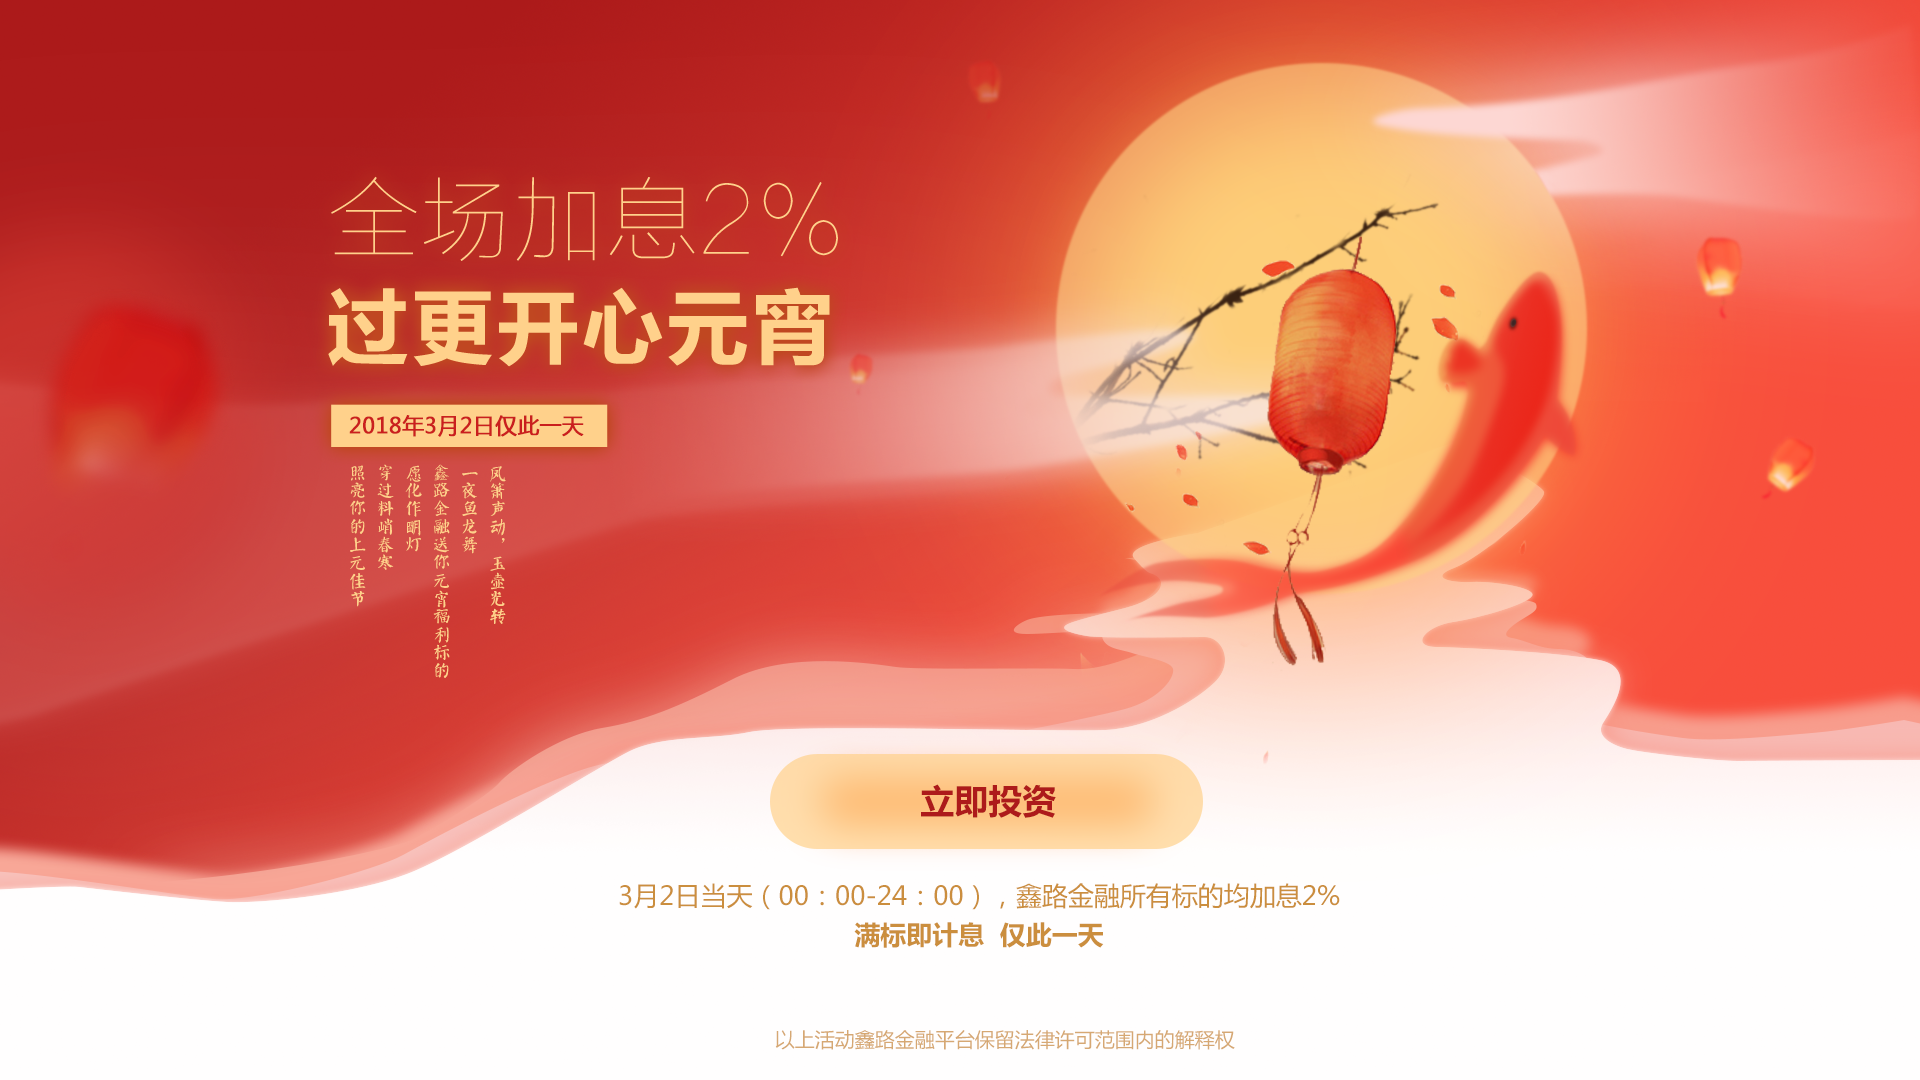 全场加息2%
过更开心元宵
2018年3月2日仅此一天
风箫声动，玉壶光转
一夜鱼龙舞
鑫路金融送你元宵福利标的
愿化作明灯
穿过料峭春寒
照亮你的上元佳节
立即投资
3月2日当天（00：00-24：00），鑫路金融所有标的均加息2%
满标即计息 仅此一天
以上活动鑫路金融平台保留法律许可范围内的解释权